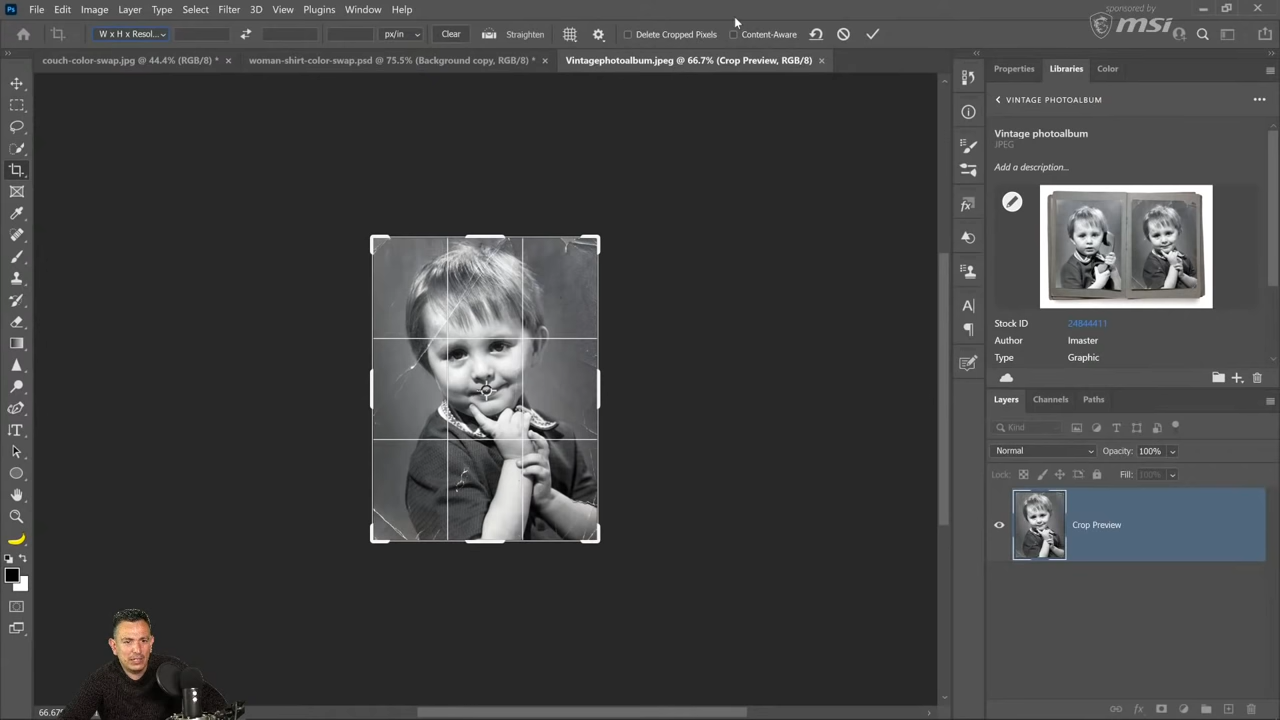 Ps File Edit Image Layer Type Select Filter 3D View Plugins Window Help
sponsored by
msi
W x H x Resol... px/in Clear Straighten Delete Cropped Pixels Content-Aware
couch-color-swap.jpg @ 44.4% (RGB/8) * × woman-shirt-color-swap.psd @ 75.5% (Background copy, RGB/8) * × Vintagephotoalbum.jpeg @ 66.7% (Crop Preview, RGB/8) ×
Properties Libraries Color
VINTAGE PHOTOALBUM
Vintage photoalbum
JPEG
Add a description...
Stock ID 24844411
Author Imaster
Type Graphic
Layers Channels Paths
Kind
Normal Opacity: 100%
Lock: Fill: 100%
Crop Preview
66.67%